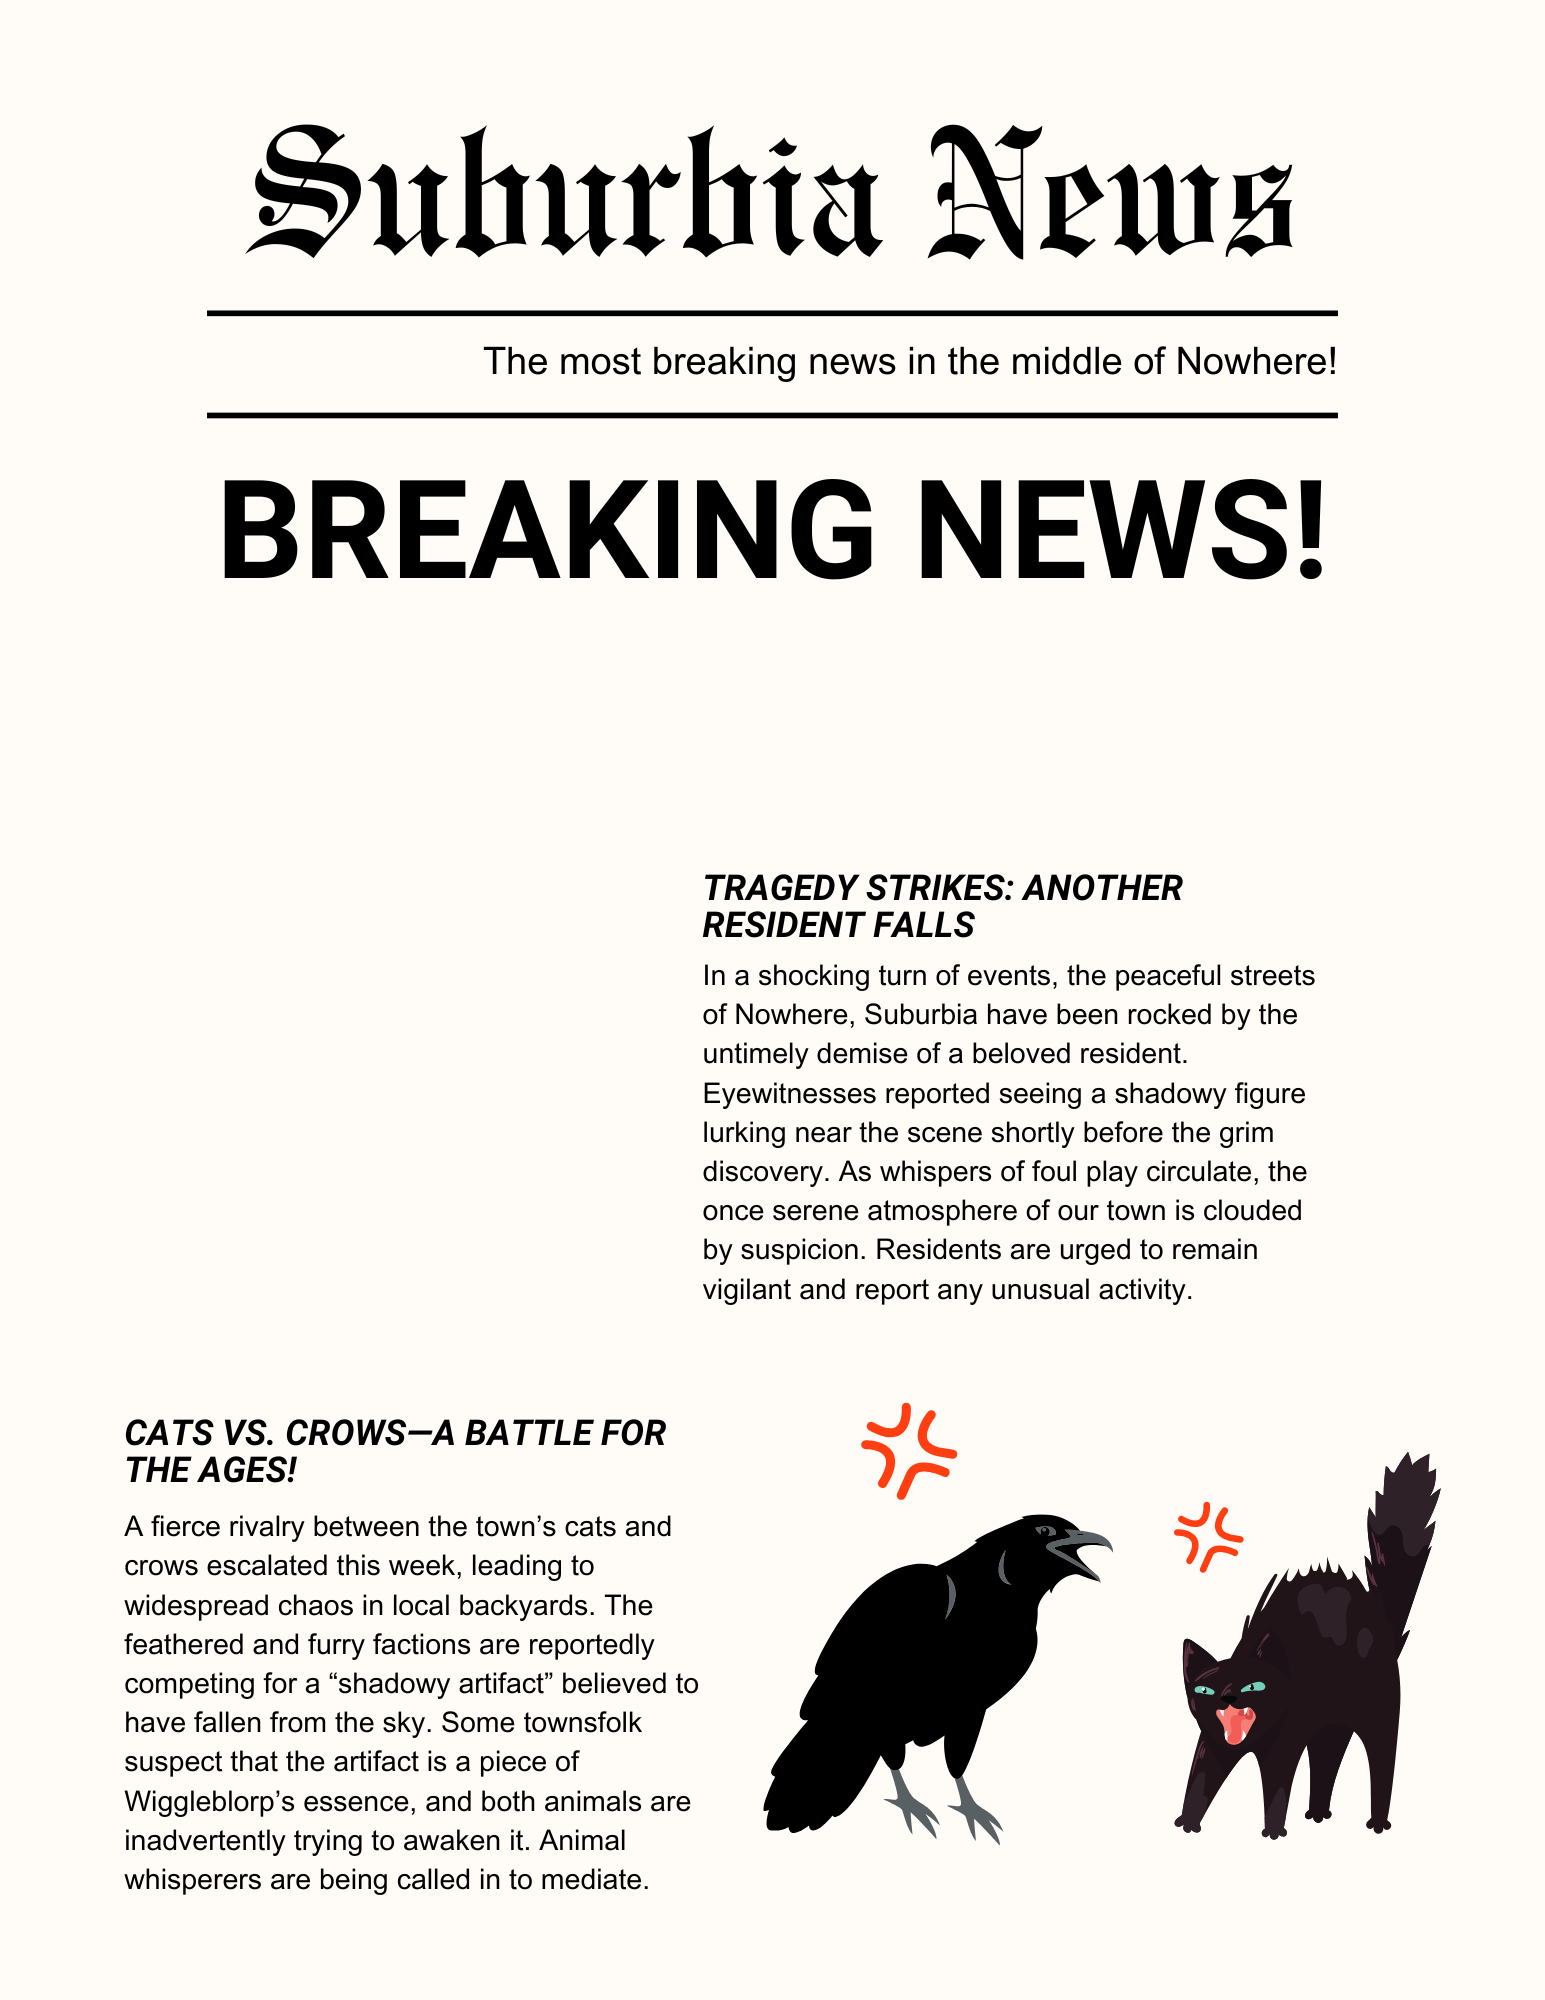 Suburbia News
The most breaking news in the middle of Nowhere!
BREAKING NEWS!
TRAGEDY STRIKES: ANOTHER
RESIDENT FALLS
In a shocking turn of events, the peaceful streets
of Nowhere, Suburbia have been rocked by the
untimely demise of a beloved resident.
Eyewitnesses reported seeing a shadowy figure
lurking near the scene shortly before the grim
discovery. As whispers of foul play circulate, the
once serene atmosphere of our town is clouded
by suspicion. Residents are urged to remain
vigilant and report any unusual activity.
CATS VS. CROWS—A BATTLE FOR
THE AGES!
A fierce rivalry between the town’s cats and
crows escalated this week, leading to
widespread chaos in local backyards. The
feathered and furry factions are reportedly
competing for a “shadowy artifact” believed to
have fallen from the sky. Some townsfolk
suspect that the artifact is a piece of
Wiggleblorp’s essence, and both animals are
inadvertently trying to awaken it. Animal
whisperers are being called in to mediate.